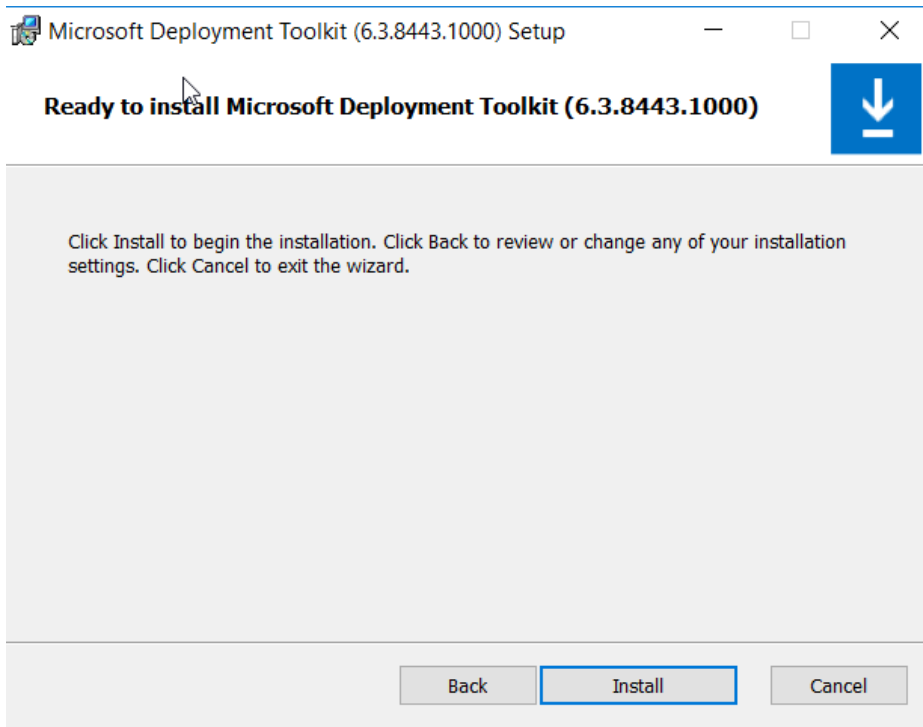 Microsoft Deployment Toolkit (6.3.8443.1000) Setup
Ready to install Microsoft Deployment Toolkit (6.3.8443.1000)
Click Install to begin the installation. Click Back to review or change any of your installation
settings. Click Cancel to exit the wizard.
Back Install Cancel